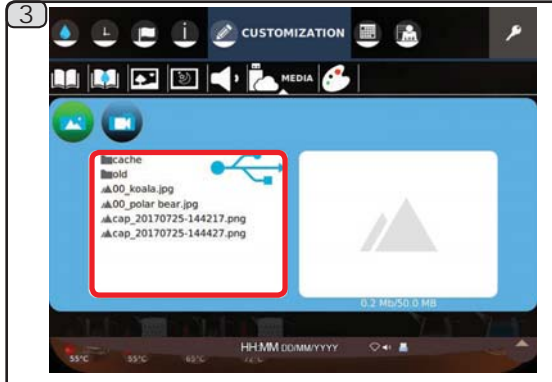 3
CUSTOMIZATION
MEDIA
cache
old
00_koala.jpg
00_polar bear.jpg
cap_20170725-144217.png
cap_20170725-144427.png
0.2 Mb/50.0 MB
HH:MM DD/MM/YYYY
55°C 55°C 65°C